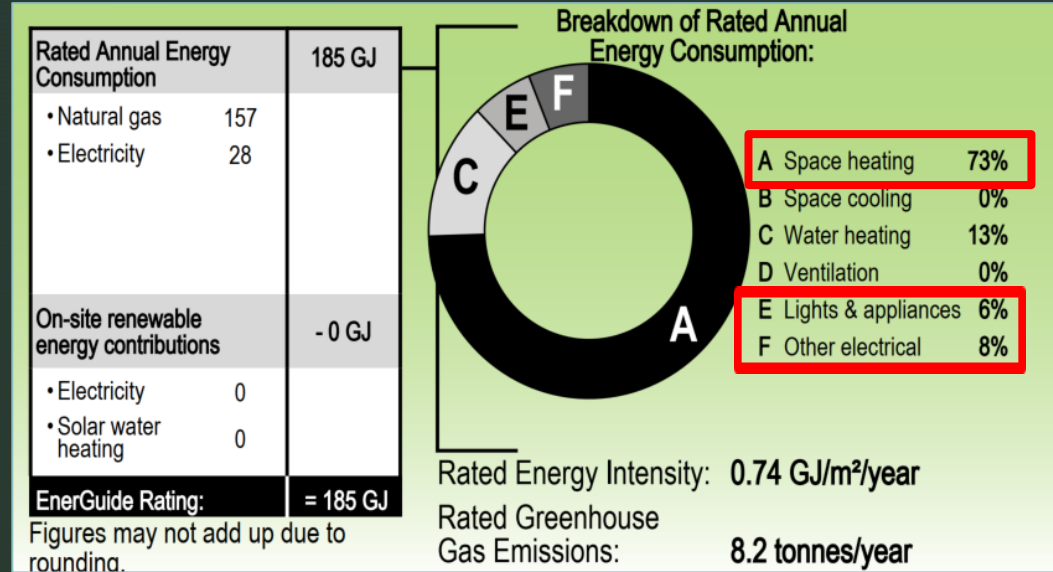 Rated Annual Energy
Consumption
185 GJ
• Natural gas 157
• Electricity 28
On-site renewable
energy contributions
- 0 GJ
• Electricity 0
• Solar water
heating 0
EnerGuide Rating: = 185 GJ
Figures may not add up due to
rounding.
Breakdown of Rated Annual
Energy Consumption:
F
E
C
A
A Space heating 73%
B Space cooling 0%
C Water heating 13%
D Ventilation 0%
E Lights & appliances 6%
F Other electrical 8%
Rated Energy Intensity: 0.74 GJ/m²/year
Rated Greenhouse
Gas Emissions: 8.2 tonnes/year